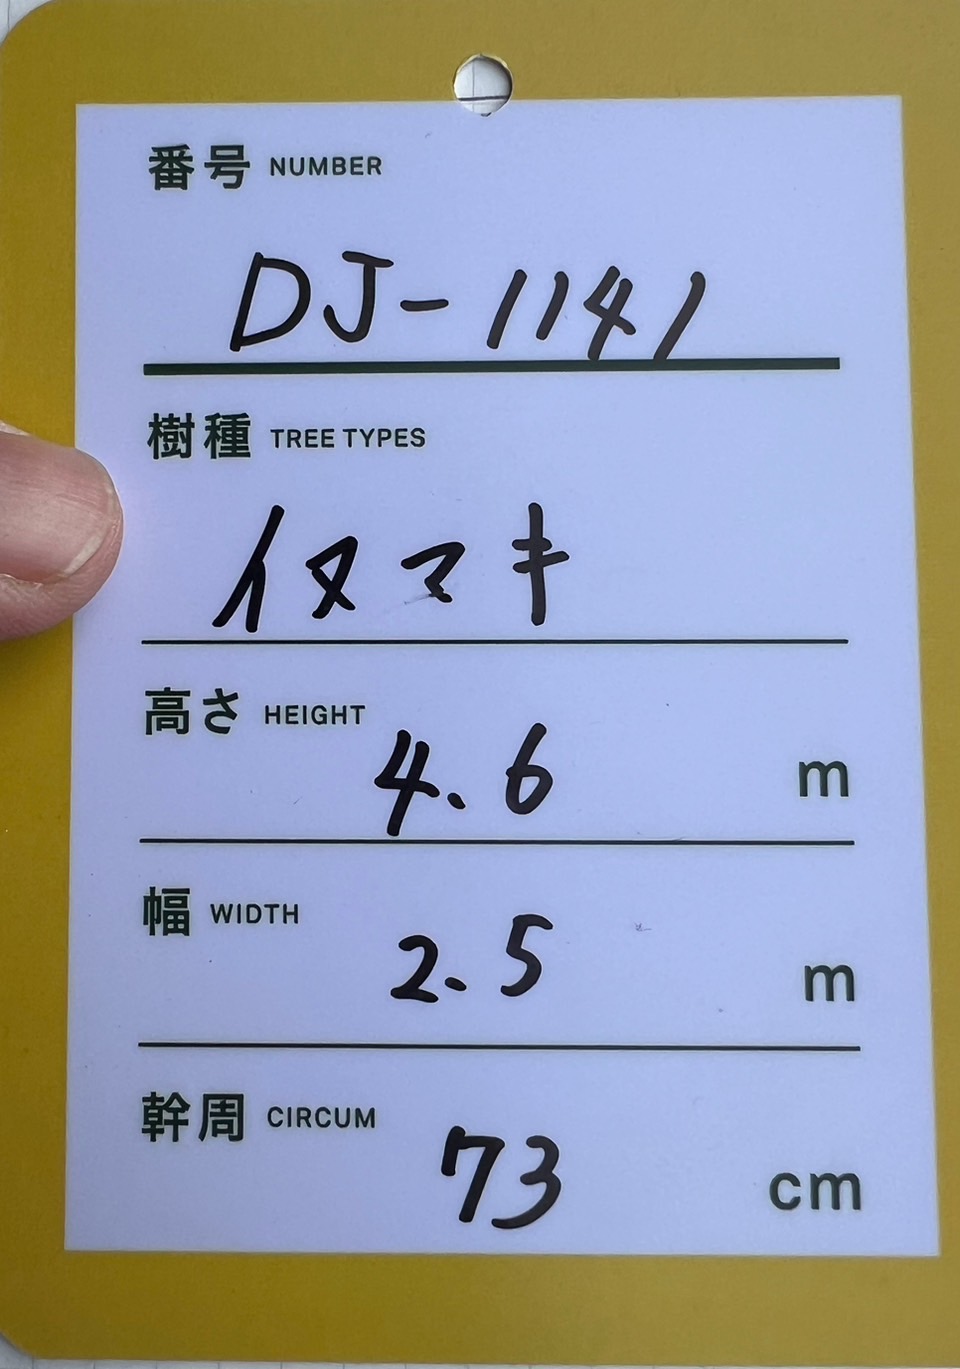 番号 NUMBER
DJ-1141
樹種 TREE TYPES
イヌマキ
高さ HEIGHT
4.6 m
幅 WIDTH
2.5 m
幹周 CIRCUM
73 cm